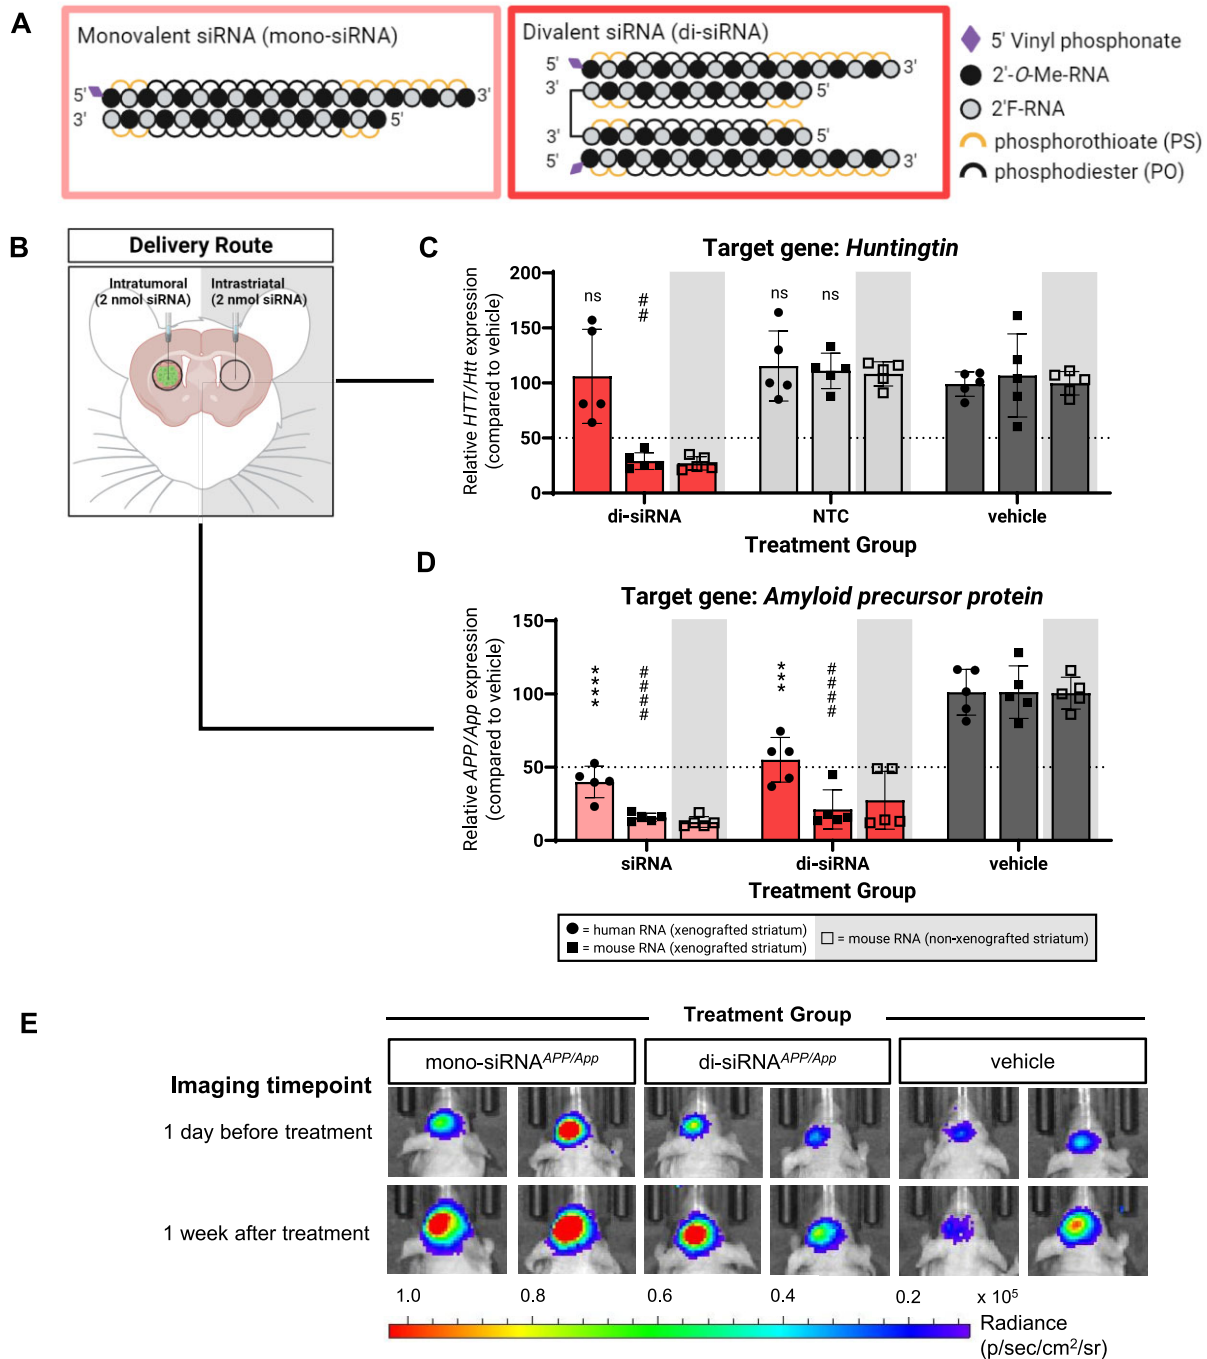 A
Monovalent siRNA (mono-siRNA)
5'
3'
3'
5'
Divalent siRNA (di-siRNA)
5'
3'
3'
5'
3'
5'
5'
3'
5' Vinyl phosphonate
2'-O-Me-RNA
2'F-RNA
phosphorothioate (PS)
phosphodiester (PO)
B
Delivery Route
Intratumoral
(2 nmol siRNA)
Intrastriatal
(2 nmol siRNA)
C
Target gene: Huntingtin
Relative HTT/Htt expression
(compared to vehicle)
200
150
100
50
0
ns
##
ns
ns
di-siRNA
NTC
vehicle
Treatment Group
D
Target gene: Amyloid precursor protein
Relative APP/App expression
(compared to vehicle)
150
100
50
0
****
####
***
####
siRNA
di-siRNA
vehicle
Treatment Group
= human RNA (xenografted striatum)
= mouse RNA (xenografted striatum)
= mouse RNA (non-xenografted striatum)
E
Treatment Group
mono-siRNA^APP/App
di-siRNA^APP/App
vehicle
Imaging timepoint
1 day before treatment
1 week after treatment
1.0
0.8
0.6
0.4
0.2
x 10⁵
Radiance
(p/sec/cm²/sr)